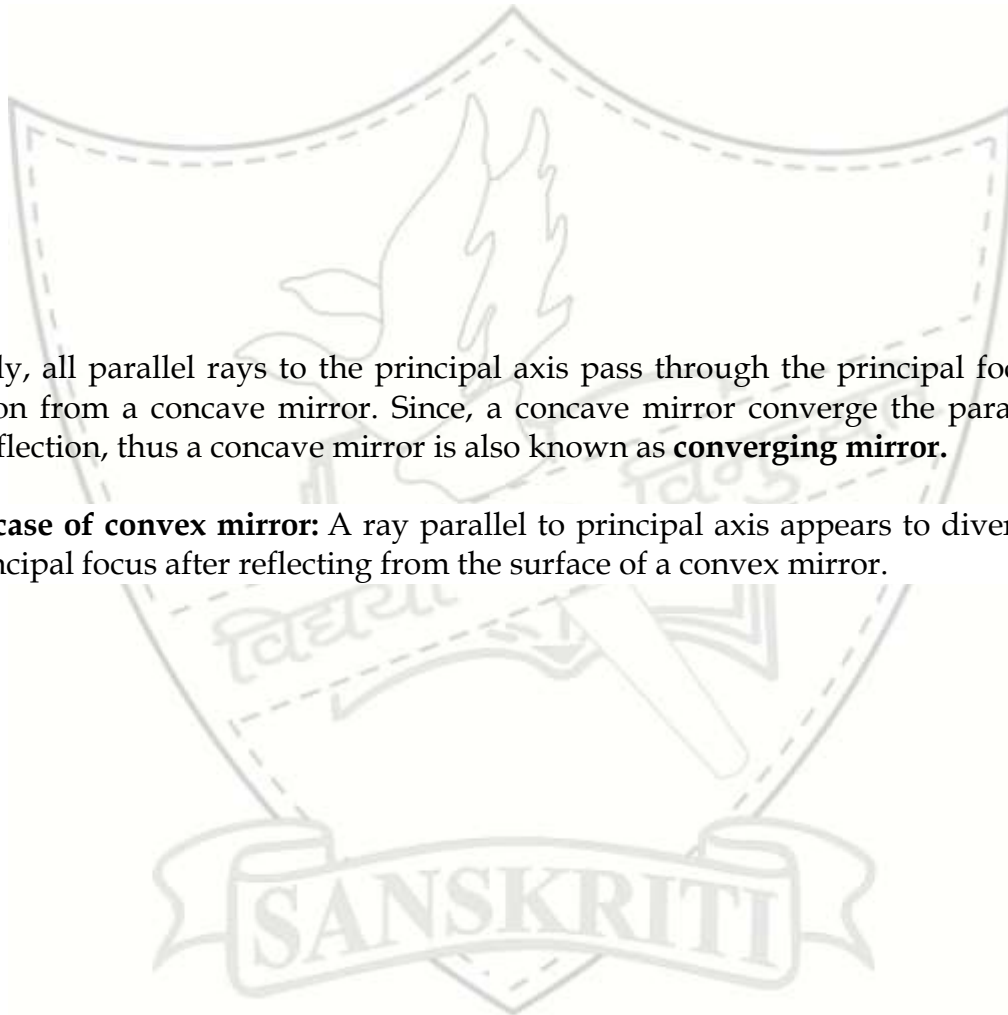 ly, all parallel rays to the principal axis pass through the principal foc
on from a concave mirror. Since, a concave mirror converge the para
flection, thus a concave mirror is also known as converging mirror.
विन्दुते
case of convex mirror: A ray parallel to principal axis appears to diver
ncipal focus after reflecting from the surface of a convex mirror.
विद्यया
SANSKRITI